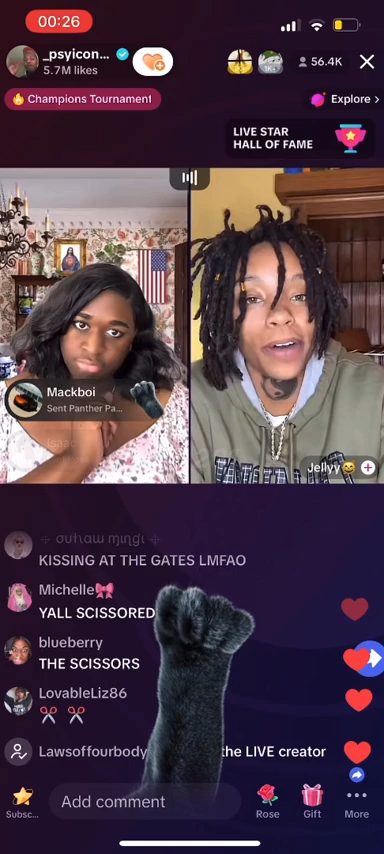 00:26
_psyicon...
5.7M likes
1K+
56.4K
Champions Tournament
Explore >
LIVE STAR
HALL OF FAME
Mackboi
Sent Panther Pa...
Isaac
Jellyy😆
KISSING AT THE GATES LMFAO
Michelle🎀
YALL SCISSORED
blueberry
THE SCISSORS
LovableLiz86
✂️ ✂️
Lawsoffourbody the LIVE creator
Subsc...
Add comment
Rose
Gift
More